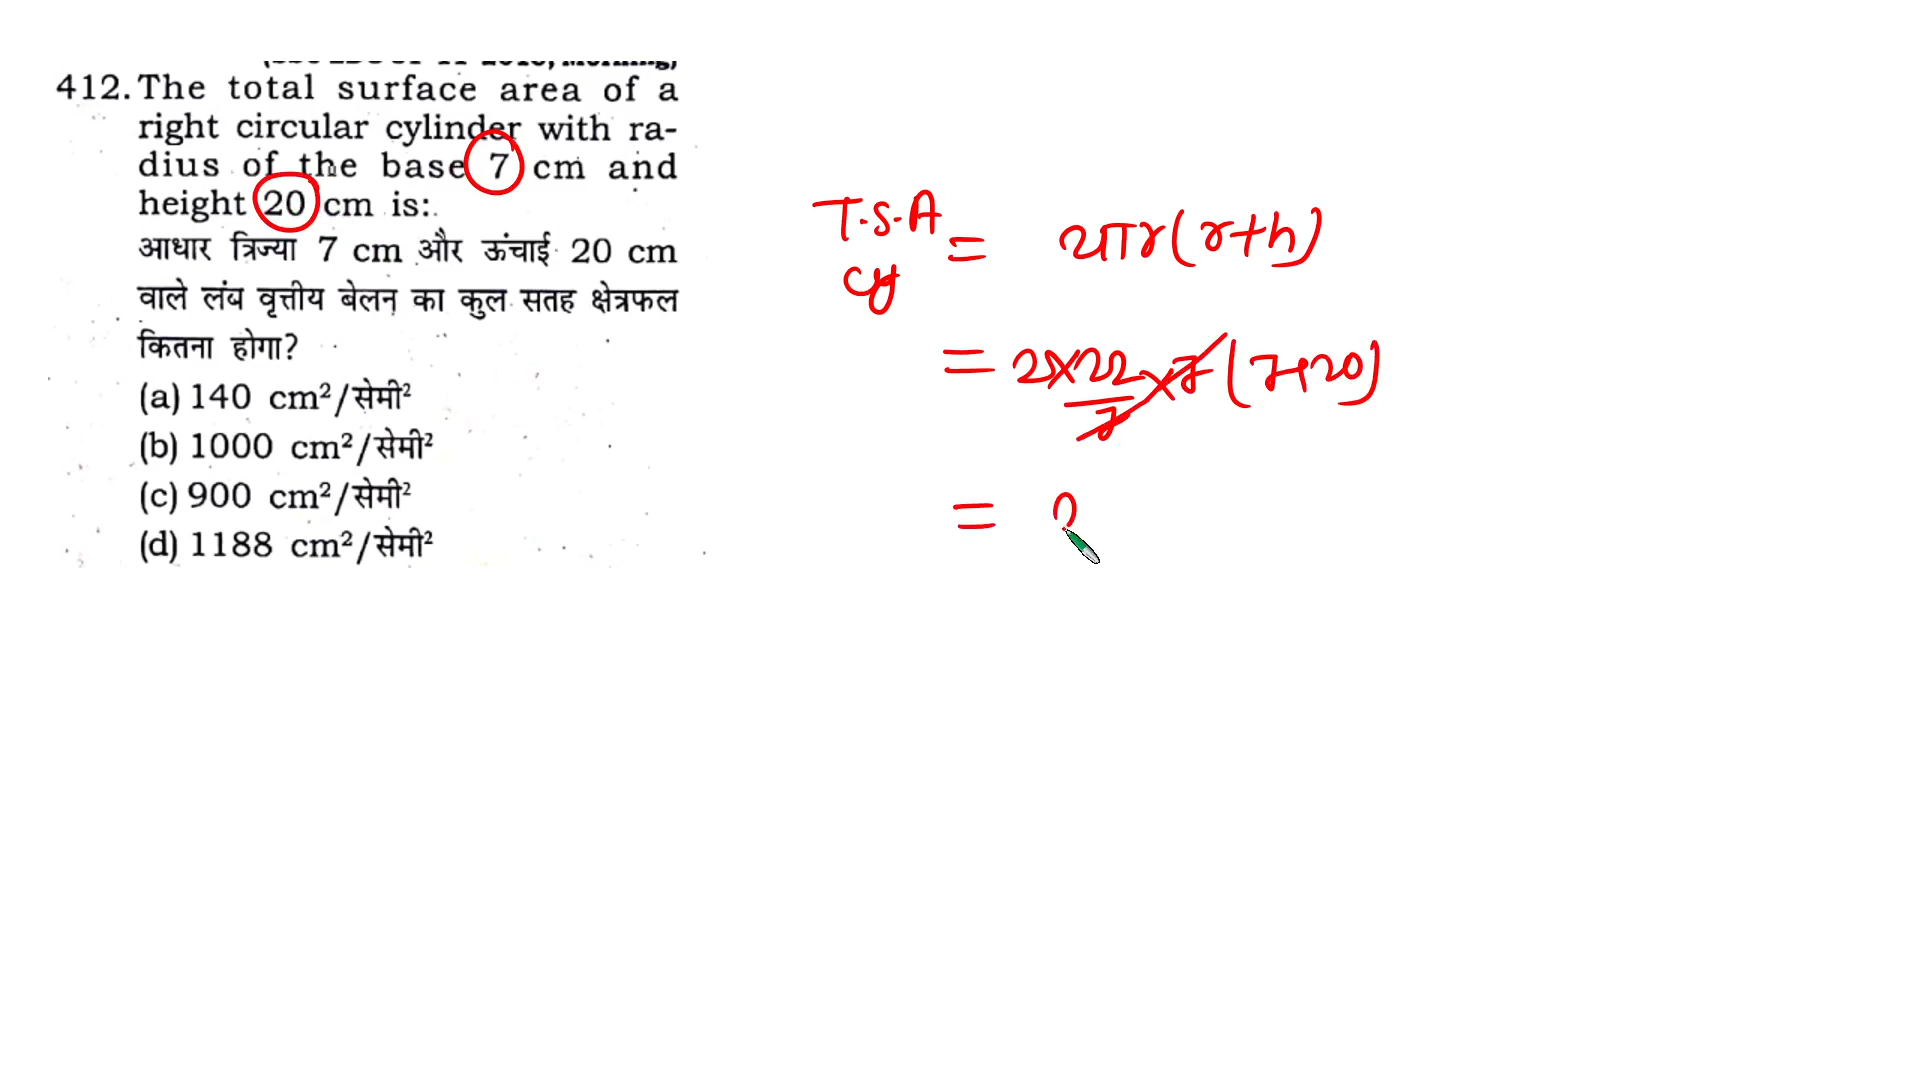 412. The total surface area of a
right circular cylinder with ra-
dius of the base 7 cm and
height 20 cm is:
आधार त्रिज्या 7 cm और ऊंचाई 20 cm
वाले लंब वृत्तीय बेलन का कुल सतह क्षेत्रफल
कितना होगा?
(a) 140 cm²/सेमी²
(b) 1000 cm²/सेमी²
(c) 900 cm²/सेमी²
(d) 1188 cm²/सेमी²
T.S.A
Cy
= 2πr(r+h)
= 2×22/7×7(7+20)
= 2